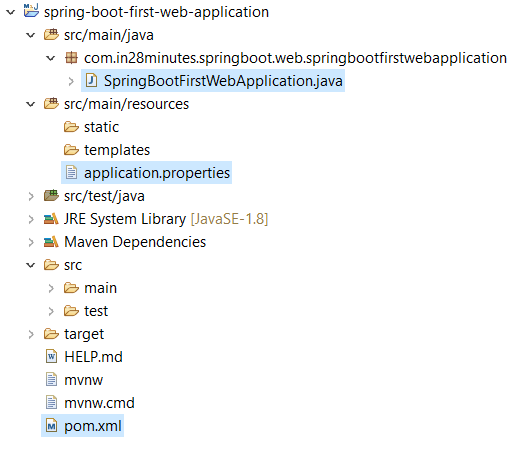 spring-boot-first-web-application
src/main/java
com.in28minutes.springboot.web.springbootfirstwebapplication
SpringBootFirstWebApplication.java
src/main/resources
static
templates
application.properties
src/test/java
JRE System Library [JavaSE-1.8]
Maven Dependencies
src
main
test
target
HELP.md
mvnw
mvnw.cmd
pom.xml